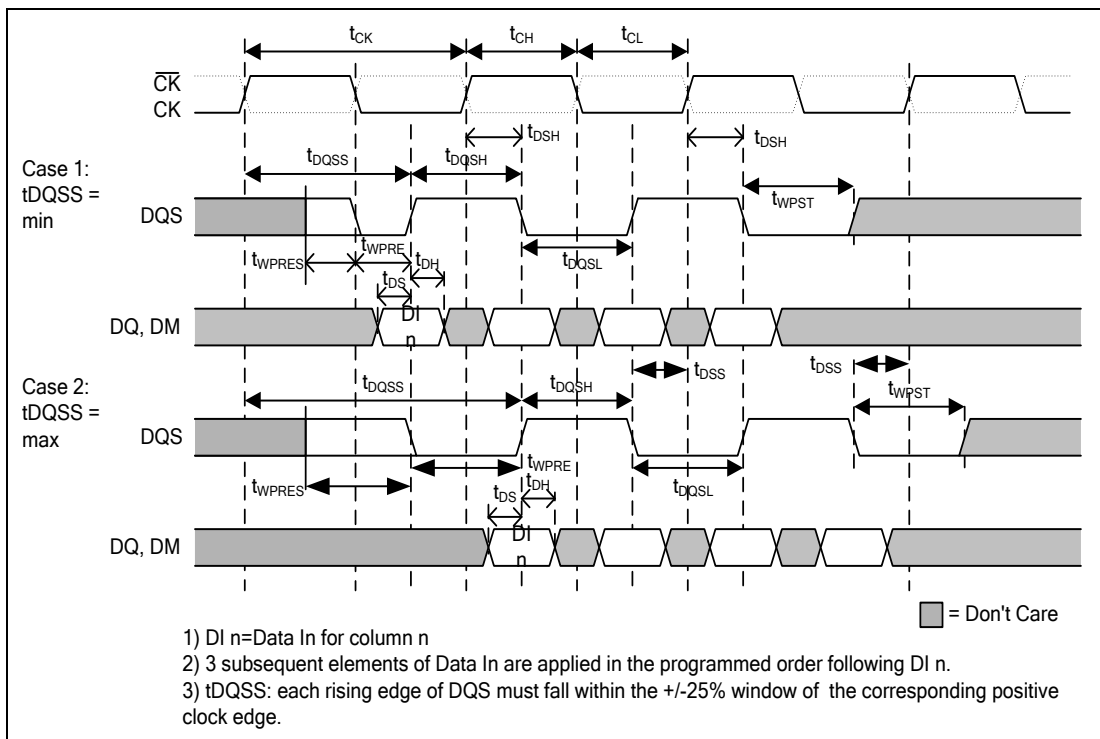 tCK tCH tCL
CK
CK
tDSH tDSH
Case 1:
tDQSS =
min
tDQSS tDQSH
tWPST
DQS
tWPRES tWPRE
tDH
tDQSL
tDS
DQ, DM
DI
n
Case 2:
tDQSS =
max
tDQSS tDQSH
tDSS tDSS
tWPST
DQS
tWPRES
tWPRE
tDH
tDQSL
tDS
DQ, DM
DI
n
= Don't Care
1) DI n=Data In for column n
2) 3 subsequent elements of Data In are applied in the programmed order following DI n.
3) tDQSS: each rising edge of DQS must fall within the +/-25% window of the corresponding positive
clock edge.